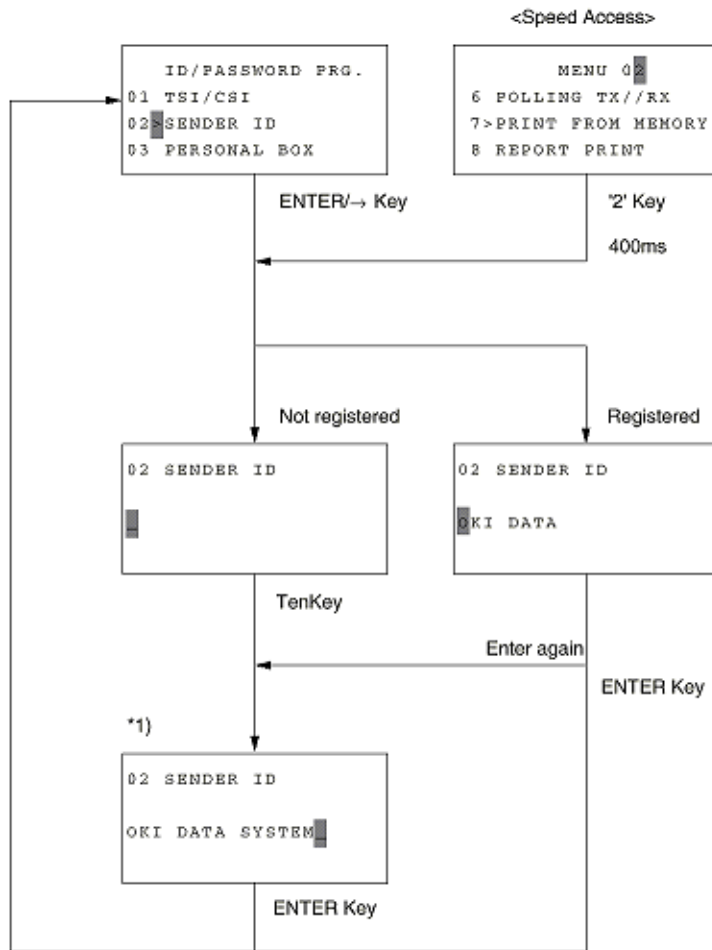 <Speed Access>
ID/PASSWORD PRG.
01 TSI/CSI
02>SENDER ID
03 PERSONAL BOX
MENU 02
6 POLLING TX//RX
7>PRINT FROM MEMORY
8 REPORT PRINT
ENTER/→ Key
'2' Key
400ms
Not registered
Registered
02 SENDER ID
_
02 SENDER ID
OKI DATA
TenKey
Enter again
ENTER Key
*1)
02 SENDER ID
OKI DATA SYSTEM_
ENTER Key